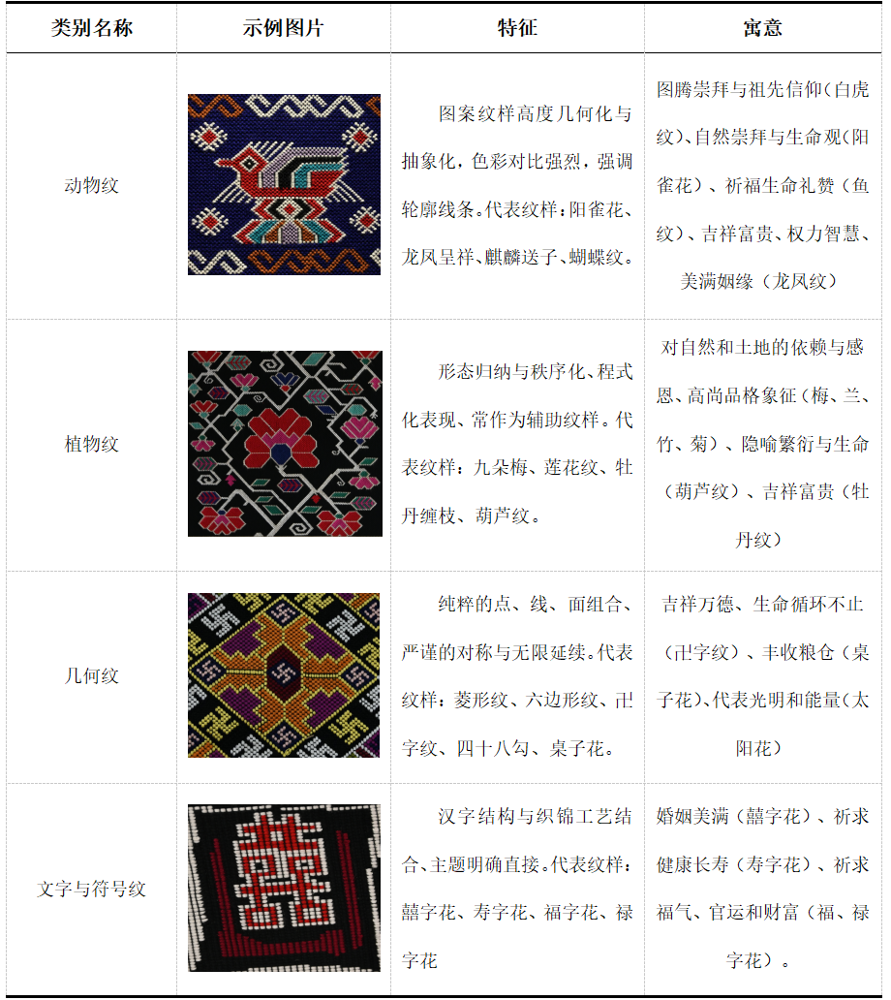 类别名称 示例图片 特征 寓意
动物纹
图案纹样高度几何化与
抽象化，色彩对比强烈，强调
轮廓线条。代表纹样：阳雀花、
龙凤呈祥、麒麟送子、蝴蝶纹。
图腾崇拜与祖先信仰（白虎
纹）、自然崇拜与生命观（阳
雀花）、祈福生命礼赞（鱼
纹）、吉祥富贵、权力智慧、
美满姻缘（龙凤纹）
植物纹
形态归纳与秩序化、程式
化表现、常作为辅助纹样。代
表纹样：九朵梅、莲花纹、牡
丹缠枝、葫芦纹。
对自然和土地的依赖与感
恩、高尚品格象征（梅、兰、
竹、菊）、隐喻繁衍与生命
（葫芦纹）、吉祥富贵（牡
丹纹）
几何纹
纯粹的点、线、面组合、
严谨的对称与无限延续。代表
纹样：菱形纹、六边形纹、卍
字纹、四十八勾、桌子花。
吉祥万德、生命循环不止
（卍字纹）、丰收粮仓（桌
子花）、代表光明和能量（太
阳花）
文字与符号纹
囍
汉字结构与织锦工艺结
合、主题明确直接。代表纹样：
囍字花、寿字花、福字花、禄
字花
婚姻美满（囍字花）、祈求
健康长寿（寿字花）、祈求
福气、官运和财富（福、禄
字花）。